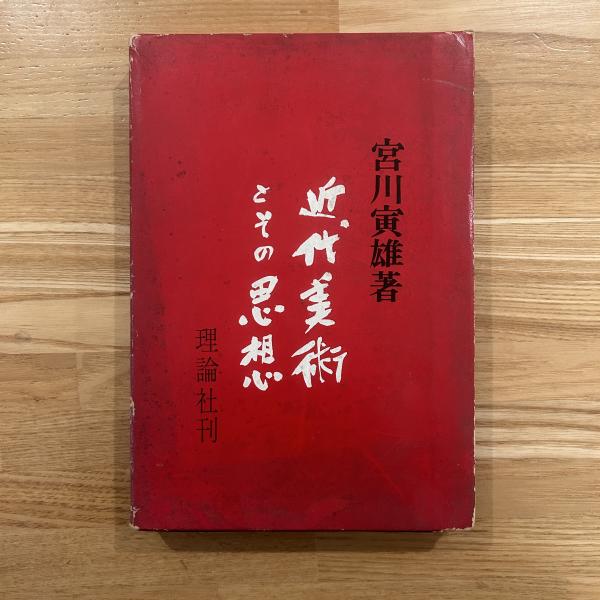 宮川寅雄著
近代美術
とその思想
理論社刊